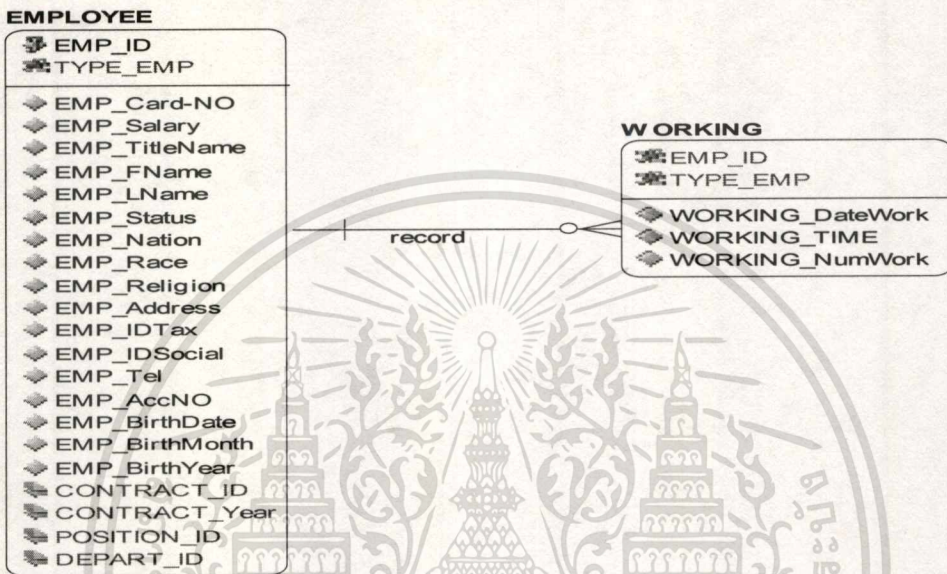 EMPLOYEE
EMP_ID
TYPE_EMP
EMP_Card-NO
EMP_Salary
EMP_TitleName
EMP_FName
EMP_LName
EMP_Status
EMP_Nation
EMP_Race
EMP_Religion
EMP_Address
EMP_IDTax
EMP_IDSocial
EMP_Tel
EMP_AccNO
EMP_BirthDate
EMP_BirthMonth
EMP_BirthYear
CONTRACT_ID
CONTRACT_Year
POSITION_ID
DEPART_ID
record
WORKING
EMP_ID
TYPE_EMP
WORKING_DateWork
WORKING_TIME
WORKING_NumWork